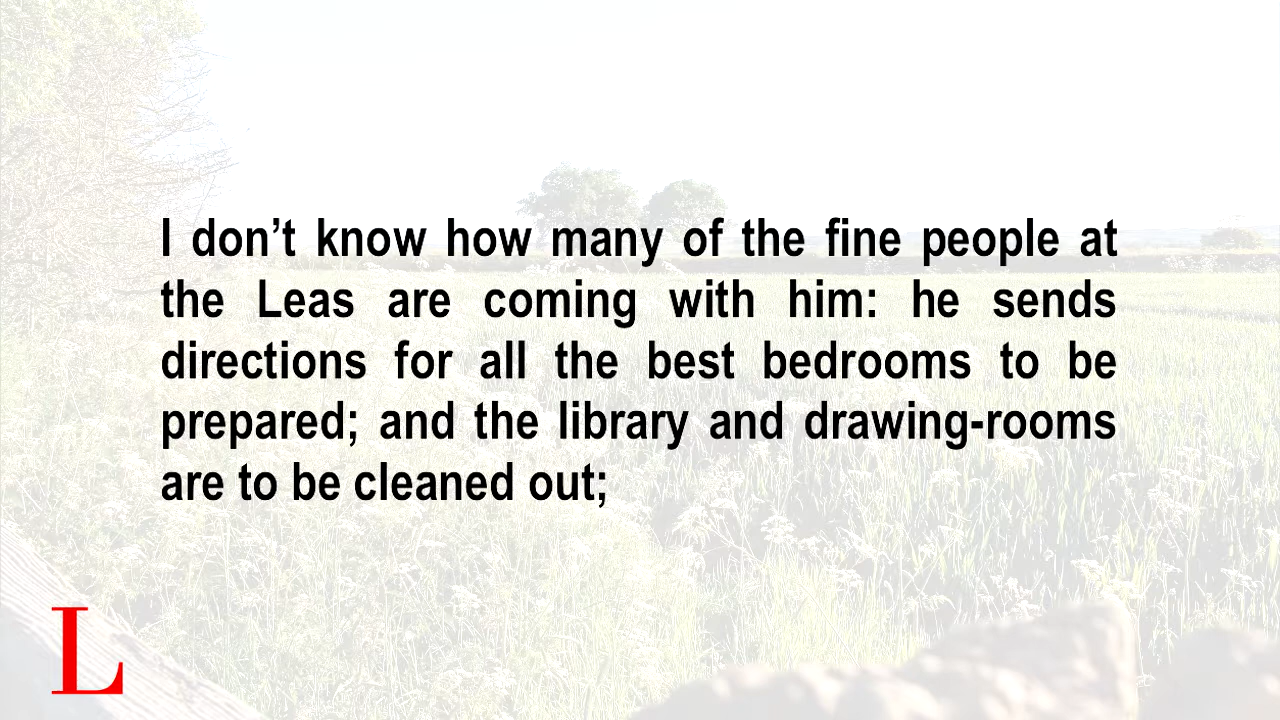 I don’t know how many of the fine people at
the Leas are coming with him: he sends
directions for all the best bedrooms to be
prepared; and the library and drawing-rooms
are to be cleaned out;
L